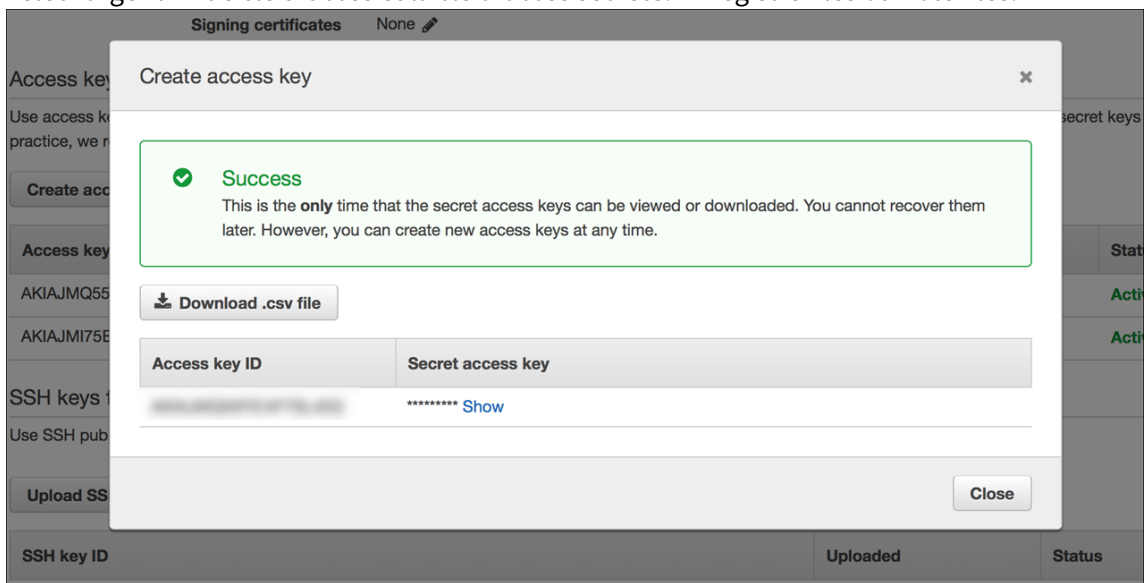 Signing certificates None
Access key
Create access key
Use access ke
secret keys
practice, we r
Success
This is the only time that the secret access keys can be viewed or downloaded. You cannot recover them
later. However, you can create new access keys at any time.
Create acc
Access key
Stat
AKIAJMQ55
Download .csv file
Activ
AKIAJMI75E
Activ
Access key ID Secret access key
********* Show
SSH keys f
Use SSH pub
Upload SS
Close
SSH key ID Uploaded Status